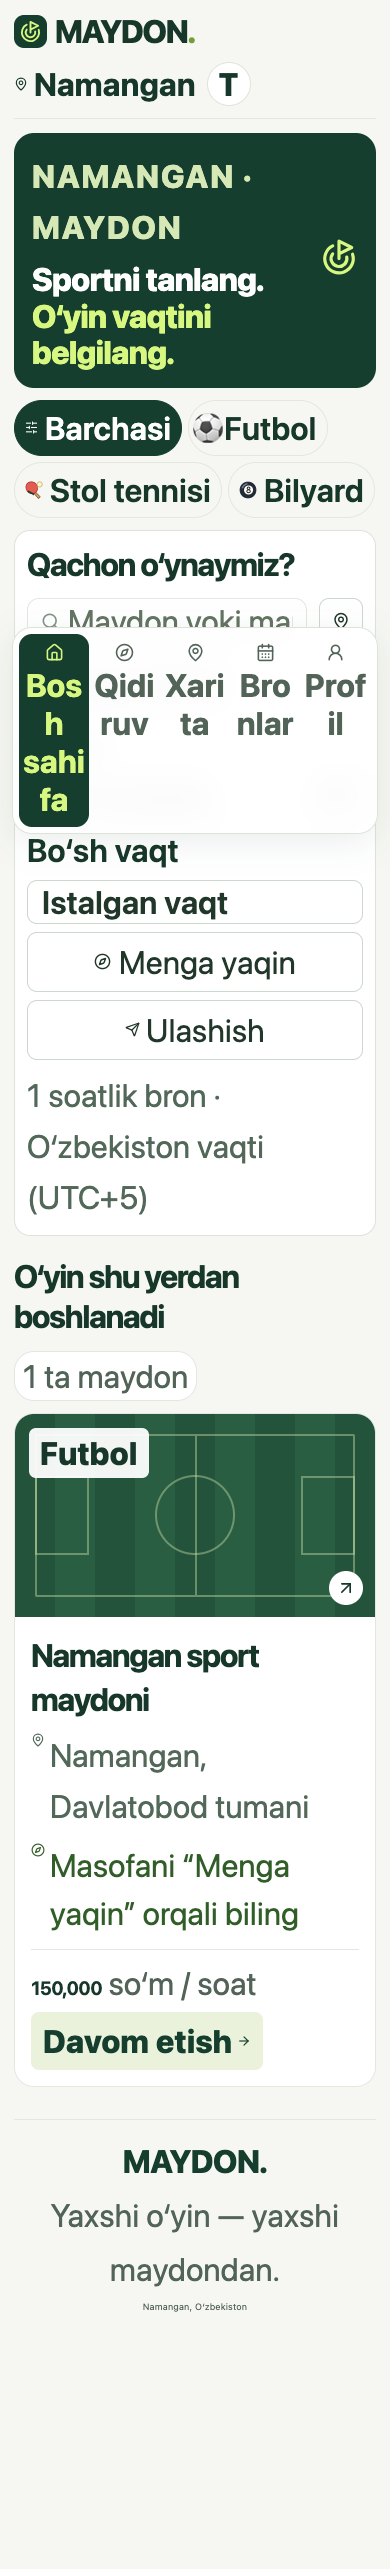 MAYDON.
Namangan T
NAMANGAN ·
MAYDON
Sportni tanlang.
O‘yin vaqtini
belgilang.
Barchasi
Futbol
Stol tennisi
Bilyard
Qachon o‘ynaymiz?
Maydon yoki ma
Bos
h
sahi
fa
Qidi
ruv
Xari
ta
Bro
nlar
Prof
il
Bo‘sh vaqt
Istalgan vaqt
Menga yaqin
Ulashish
1 soatlik bron ·
O‘zbekiston vaqti
(UTC+5)
O‘yin shu yerdan
boshlanadi
1 ta maydon
Futbol
Namangan sport
maydoni
Namangan,
Davlatobod tumani
Masofani “Menga
yaqin” orqali biling
150,000 so‘m / soat
Davom etish
MAYDON.
Yaxshi o‘yin — yaxshi
maydondan.
Namangan, O‘zbekiston